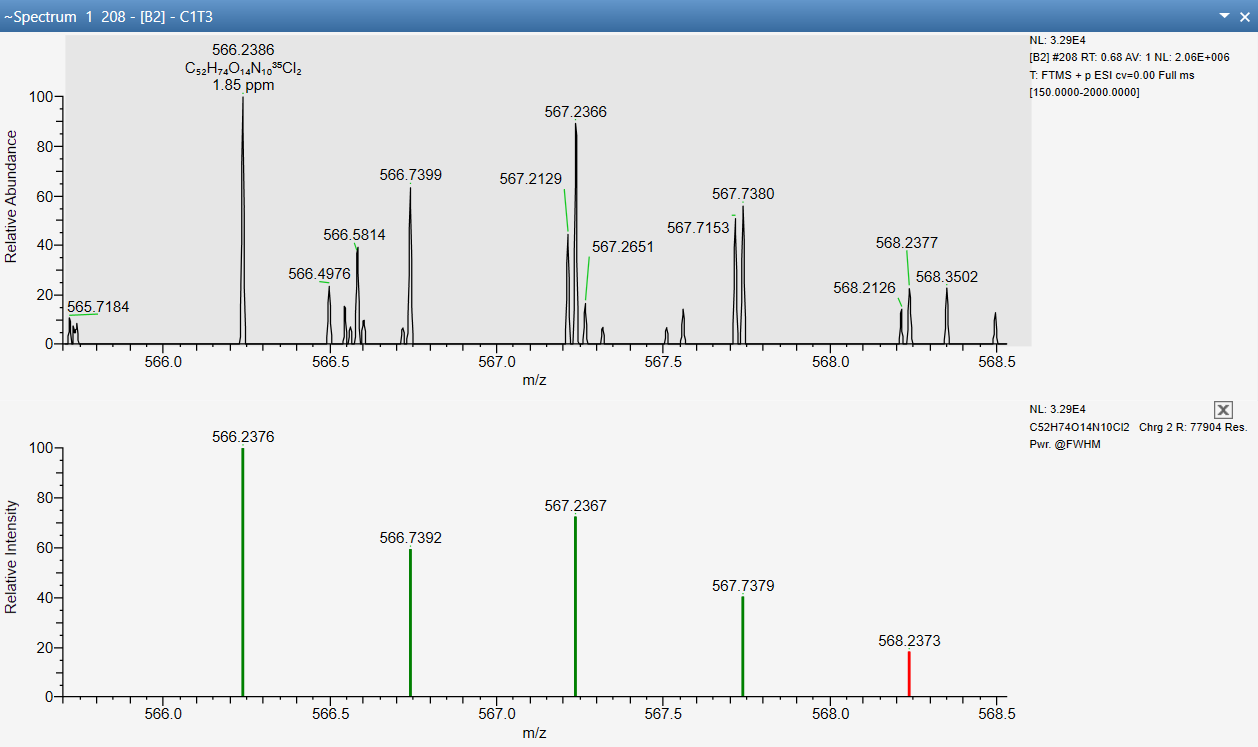 ~Spectrum 1 208 - [B2] - C1T3
NL: 3.29E4
[B2] #208 RT: 0.68 AV: 1 NL: 2.06E+006
T: FTMS + p ESI cv=0.00 Full ms
[150.0000-2000.0000]
566.2386
C₅₂H₇₄O₁₄N₁₀³⁵Cl₂
1.85 ppm
567.2366
566.7399
567.2129
567.7380
567.7153
566.5814
567.2651
568.2377
566.4976
568.3502
568.2126
565.7184
Relative Abundance
100
80
60
40
20
0
566.0 566.5 567.0 567.5 568.0 568.5
m/z
NL: 3.29E4
C52H74O14N10Cl2 Chrg 2 R: 77904 Res.
Pwr. @FWHM
566.2376
567.2367
566.7392
567.7379
568.2373
Relative Intensity
100
80
60
40
20
0
566.0 566.5 567.0 567.5 568.0 568.5
m/z